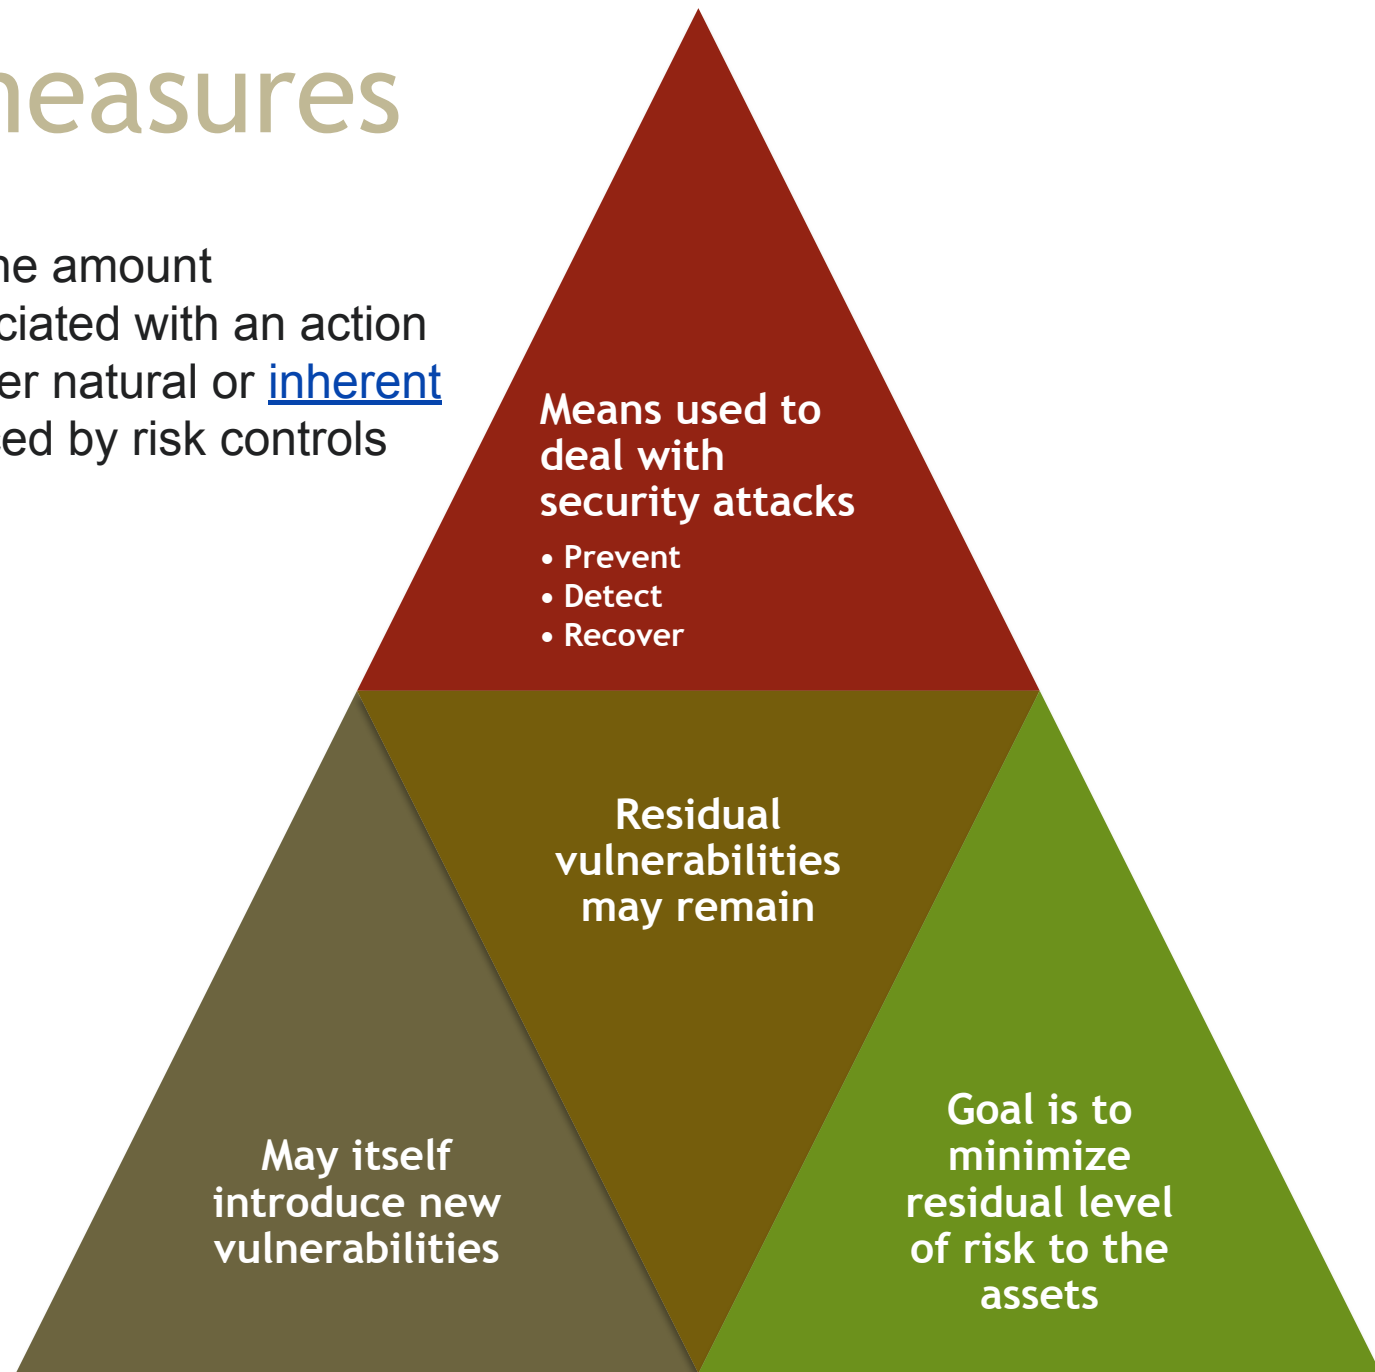 measures
he amount
ciated with an action
er natural or inherent
ed by risk controls
Means used to
deal with
security attacks
• Prevent
• Detect
• Recover
Residual
vulnerabilities
may remain
May itself
introduce new
vulnerabilities
Goal is to
minimize
residual level
of risk to the
assets